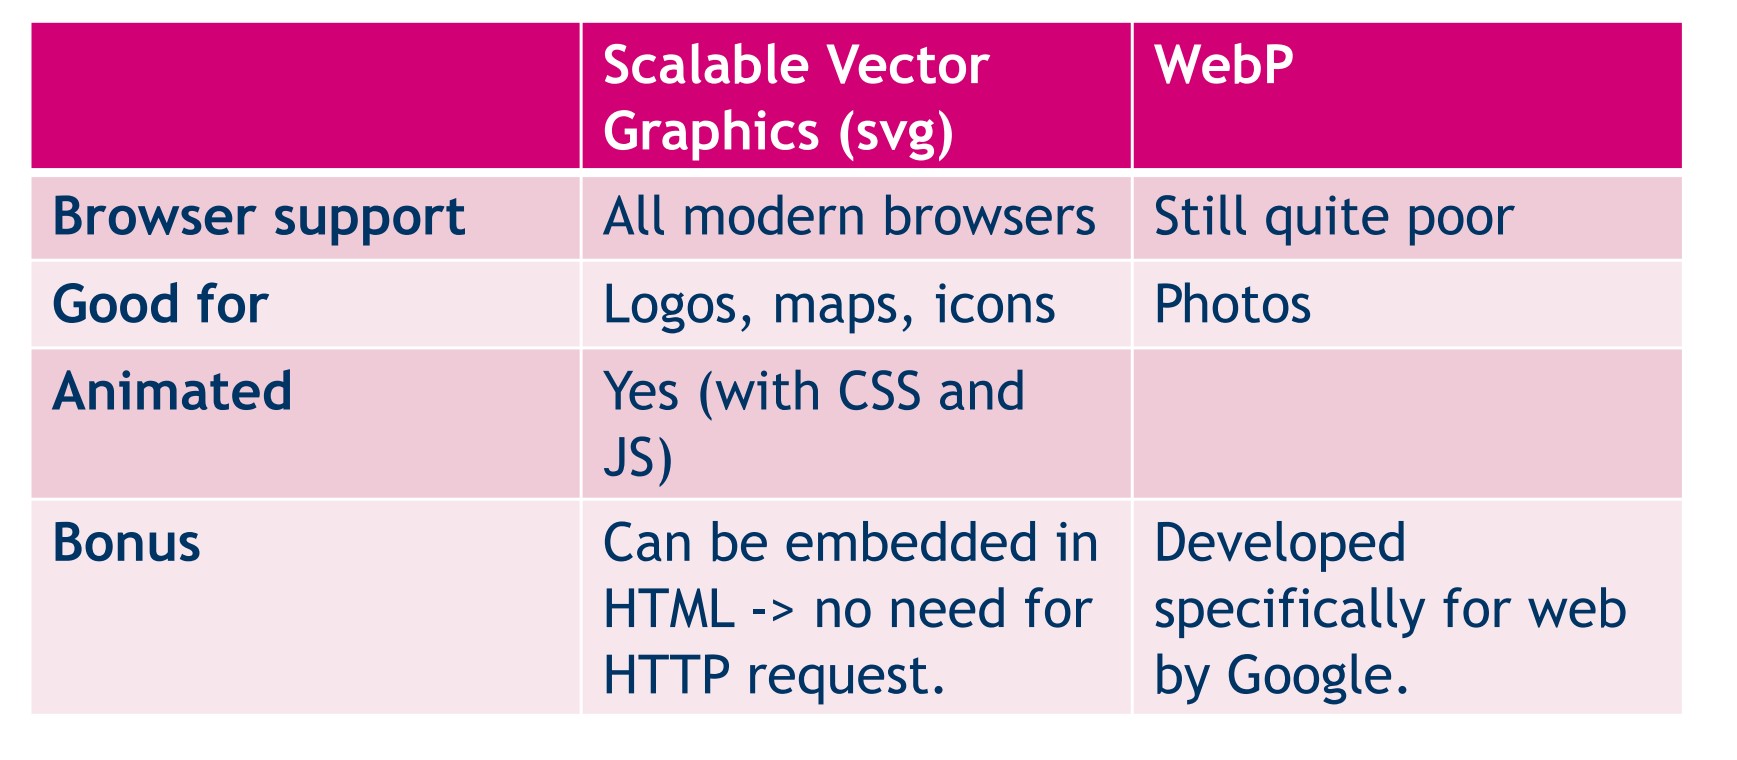 Scalable Vector
Graphics (svg)
WebP
Browser support
All modern browsers
Still quite poor
Good for
Logos, maps, icons
Photos
Animated
Yes (with CSS and
JS)
Bonus
Can be embedded in
HTML -> no need for
HTTP request.
Developed
specifically for web
by Google.